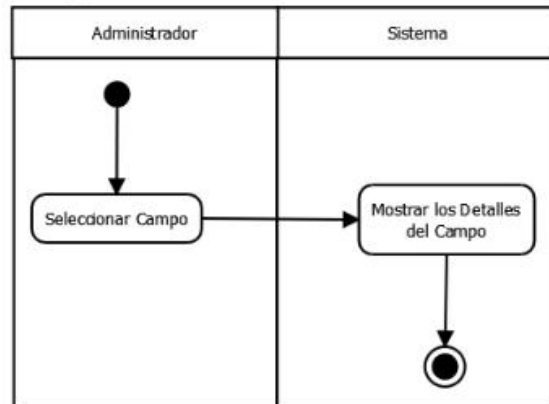 Administrador
Sistema
Seleccionar Campo
Mostrar los Detalles
del Campo